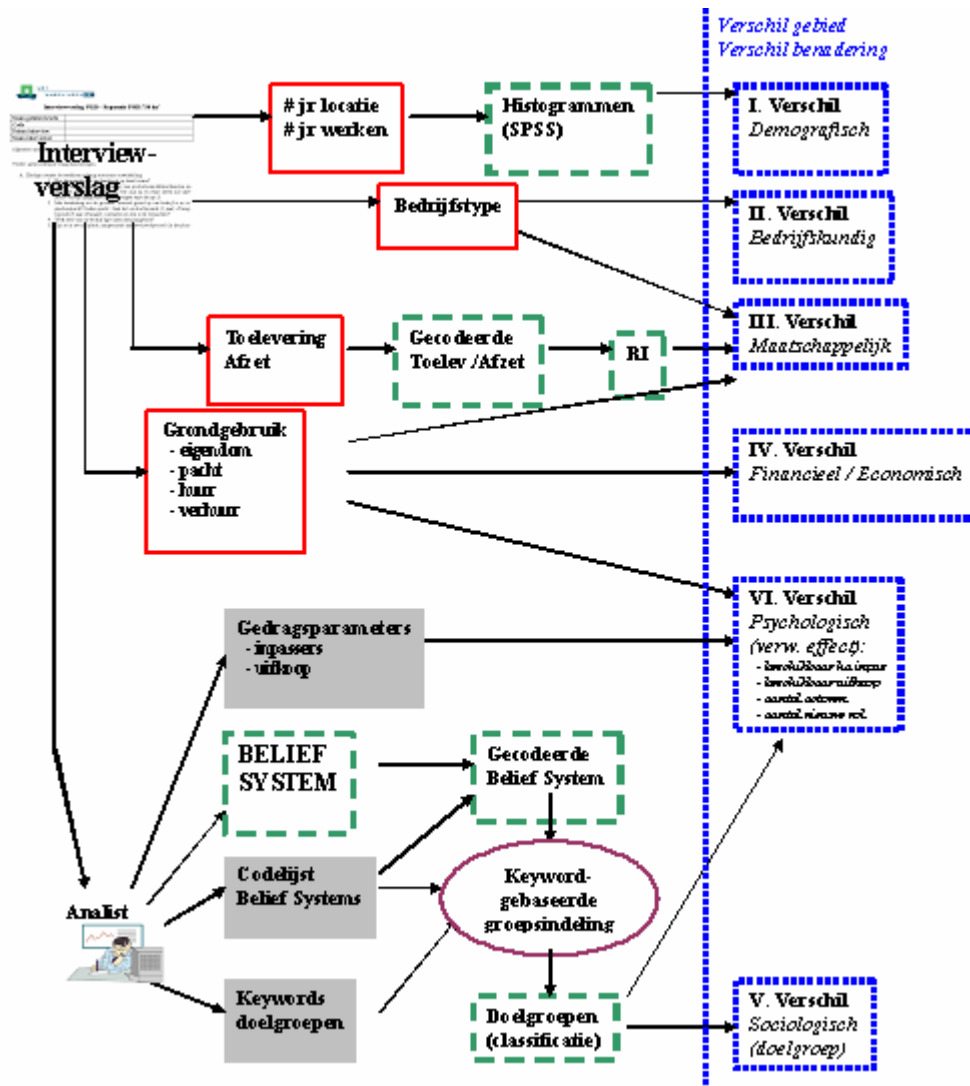 Verschil gebied
Verschil benadering
Interview-
verslag
# jr locatie
# jr werken
Histogrammen
(SPSS)
I. Verschil
Demografisch
Bedrijfstype
II. Verschil
Bedrijfskundig
Toelevering
Afzet
Gecodeerde
Toelev /Afzet
RI
III. Verschil
Maatschappelijk
Grondgebruik
- eigendom
- pacht
- huur
- verhuur
IV. Verschil
Financieel / Economisch
Gedragsparameters
- inpassers
- uitkoop
VI. Verschil
Psychologisch
(verw. effect):
BELIEF
SYSTEM
Gecodeerde
Belief System
Codelijst
Belief Systems
Keyword-
gebaseerde
groepsindeling
Analist
Keywords
doelgroepen
Doelgroepen
(classificatie)
V. Verschil
Sociologisch
(doelgroep)